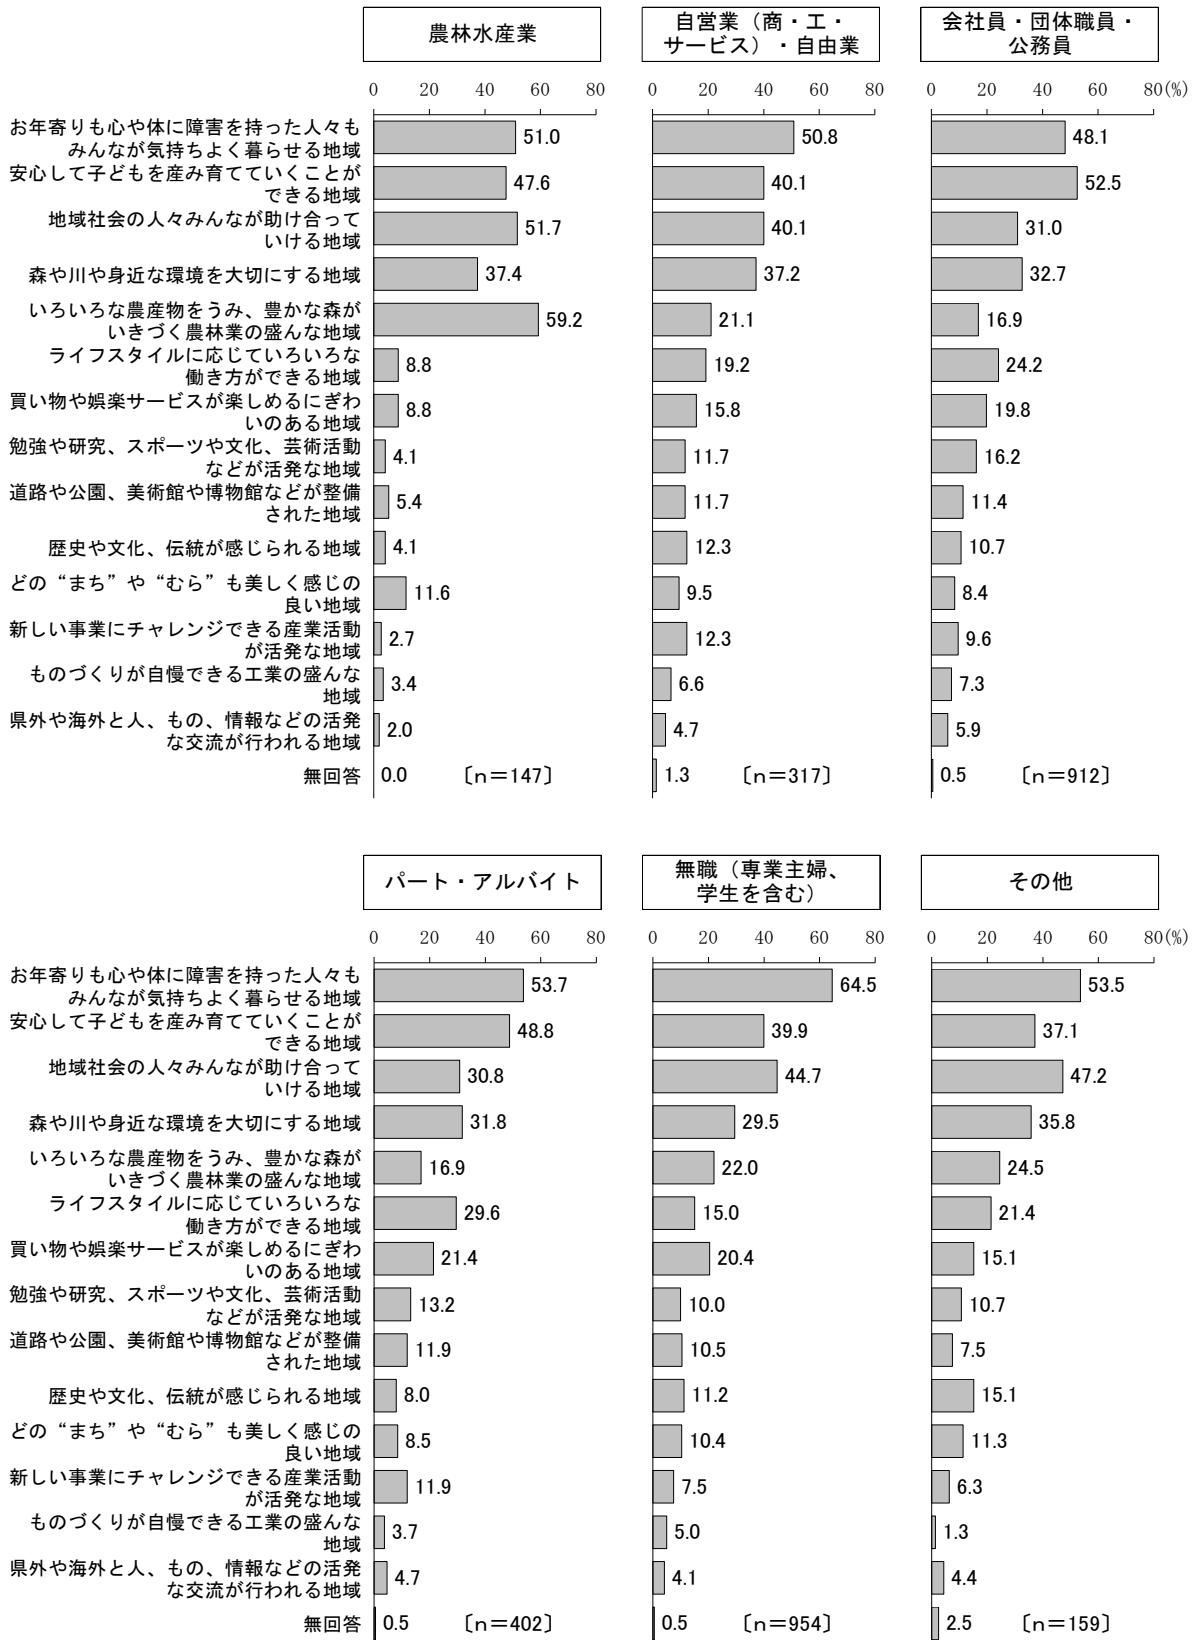 農林水産業
自営業（商・工・
サービス）・自由業
会社員・団体職員・
公務員
0 20 40 60 80
0 20 40 60 80
0 20 40 60 80(%)
お年寄りも心や体に障害を持った人々も
みんなが気持ちよく暮らせる地域
51.0 50.8 48.1
安心して子どもを産み育てていくことが
できる地域
47.6 40.1 52.5
地域社会の人々みんなが助け合って
いける地域
51.7 40.1 31.0
森や川や身近な環境を大切にする地域
37.4 37.2 32.7
いろいろな農産物をうみ、豊かな森が
いきづく農林業の盛んな地域
59.2 21.1 16.9
ライフスタイルに応じていろいろな
働き方ができる地域
8.8 19.2 24.2
買い物や娯楽サービスが楽しめるにぎわ
いのある地域
8.8 15.8 19.8
勉強や研究、スポーツや文化、芸術活動
などが活発な地域
4.1 11.7 16.2
道路や公園、美術館や博物館などが整備
された地域
5.4 11.7 11.4
歴史や文化、伝統が感じられる地域
4.1 12.3 10.7
どの“まち”や“むら”も美しく感じの
良い地域
11.6 9.5 8.4
新しい事業にチャレンジできる産業活動
が活発な地域
2.7 12.3 9.6
ものづくりが自慢できる工業の盛んな
地域
3.4 6.6 7.3
県外や海外と人、もの、情報などの活発
な交流が行われる地域
2.0 4.7 5.9
無回答
0.0 〔n＝147〕 1.3 〔n＝317〕 0.5 〔n＝912〕
パート・アルバイト
無職（専業主婦、
学生を含む）
その他
0 20 40 60 80
0 20 40 60 80
0 20 40 60 80(%)
お年寄りも心や体に障害を持った人々も
みんなが気持ちよく暮らせる地域
53.7 64.5 53.5
安心して子どもを産み育てていくことが
できる地域
48.8 39.9 37.1
地域社会の人々みんなが助け合って
いける地域
30.8 44.7 47.2
森や川や身近な環境を大切にする地域
31.8 29.5 35.8
いろいろな農産物をうみ、豊かな森が
いきづく農林業の盛んな地域
16.9 22.0 24.5
ライフスタイルに応じていろいろな
働き方ができる地域
29.6 15.0 21.4
買い物や娯楽サービスが楽しめるにぎわ
いのある地域
21.4 20.4 15.1
勉強や研究、スポーツや文化、芸術活動
などが活発な地域
13.2 10.0 10.7
道路や公園、美術館や博物館などが整備
された地域
11.9 10.5 7.5
歴史や文化、伝統が感じられる地域
8.0 11.2 15.1
どの“まち”や“むら”も美しく感じの
良い地域
8.5 10.4 11.3
新しい事業にチャレンジできる産業活動
が活発な地域
11.9 7.5 6.3
ものづくりが自慢できる工業の盛んな
地域
3.7 5.0 1.3
県外や海外と人、もの、情報などの活発
な交流が行われる地域
4.7 4.1 4.4
無回答
0.5 〔n＝402〕 0.5 〔n＝954〕 2.5 〔n＝159〕